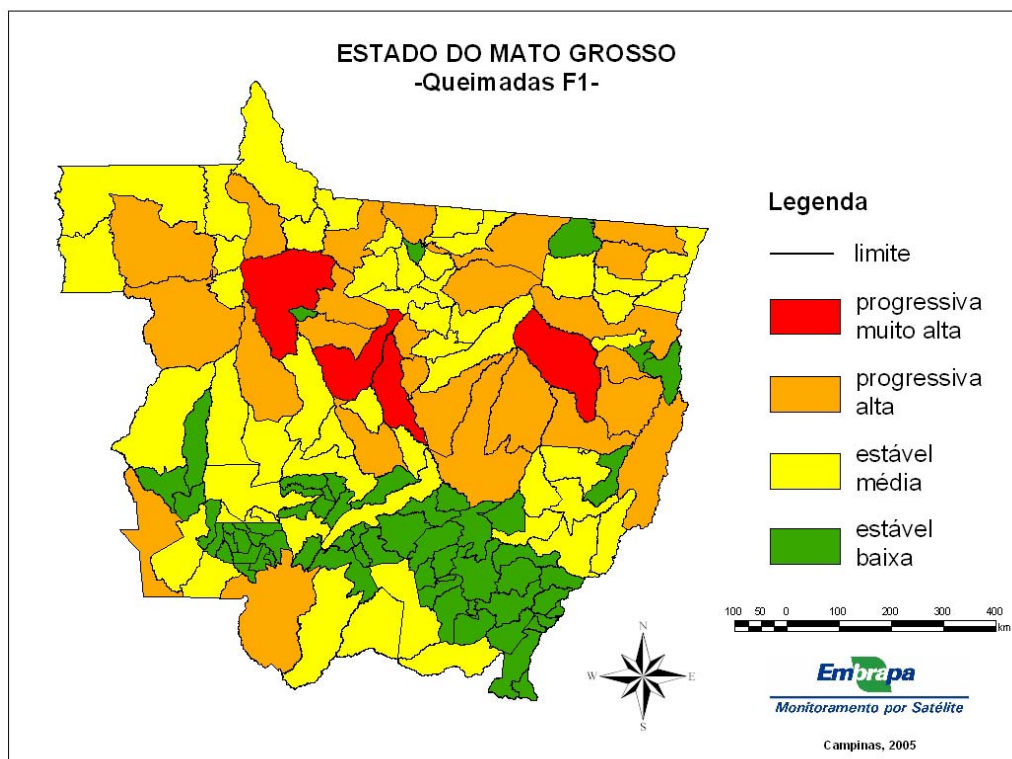 ESTADO DO MATO GROSSO
-Queimadas F1-
Legenda
limite
progressiva
muito alta
progressiva
alta
estável
média
estável
baixa
100 50 0 100 200 300 400
km
N
W E
S
Embrapa
Monitoramento por Satélite
Campinas, 2005